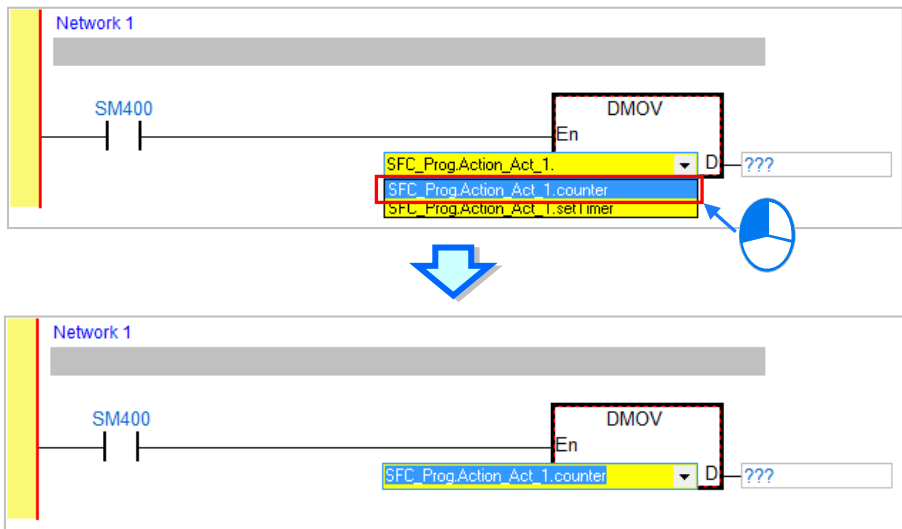 Network 1
SM400
DMOV
En
SFC_Prog.Action_Act_1.
D
???
SFC_Prog.Action_Act_1.counter
SFC_Prog.Action_Act_1.setTimer
Network 1
SM400
DMOV
En
SFC_Prog.Action_Act_1.counter
D
???